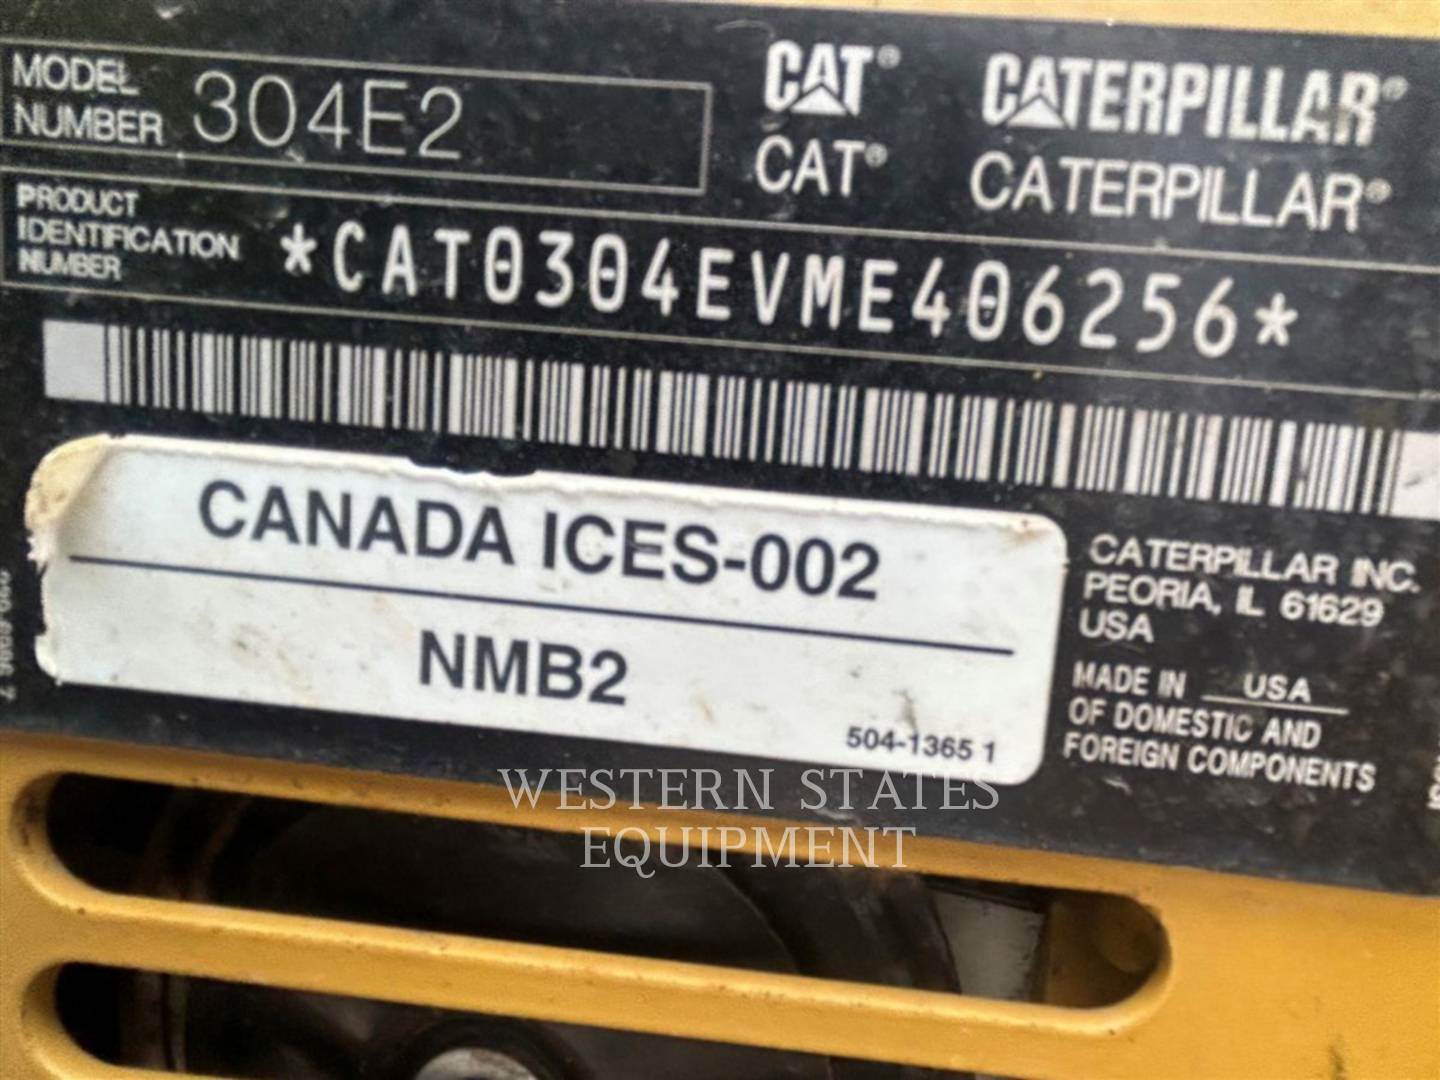 MODEL
NUMBER 304E2
CAT® CATERPILLAR®
CAT® CATERPILLAR®
PRODUCT
IDENTIFICATION
NUMBER
*CAT0304EVME406256*
CANADA ICES-002
NMB2
504-1365 1
CATERPILLAR INC.
PEORIA, IL 61629
USA
MADE IN USA
OF DOMESTIC AND
FOREIGN COMPONENTS
WESTERN STATES
EQUIPMENT